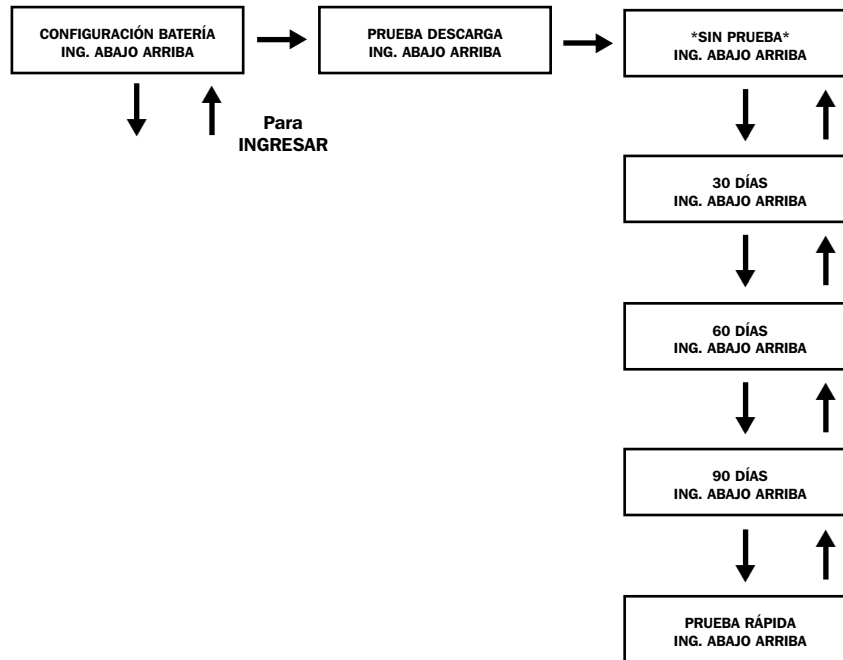 CONFIGURACIÓN BATERÍA
ING. ABAJO ARRIBA
PRUEBA DESCARGA
ING. ABAJO ARRIBA
*SIN PRUEBA*
ING. ABAJO ARRIBA
Para
INGRESAR
30 DÍAS
ING. ABAJO ARRIBA
60 DÍAS
ING. ABAJO ARRIBA
90 DÍAS
ING. ABAJO ARRIBA
PRUEBA RÁPIDA
ING. ABAJO ARRIBA